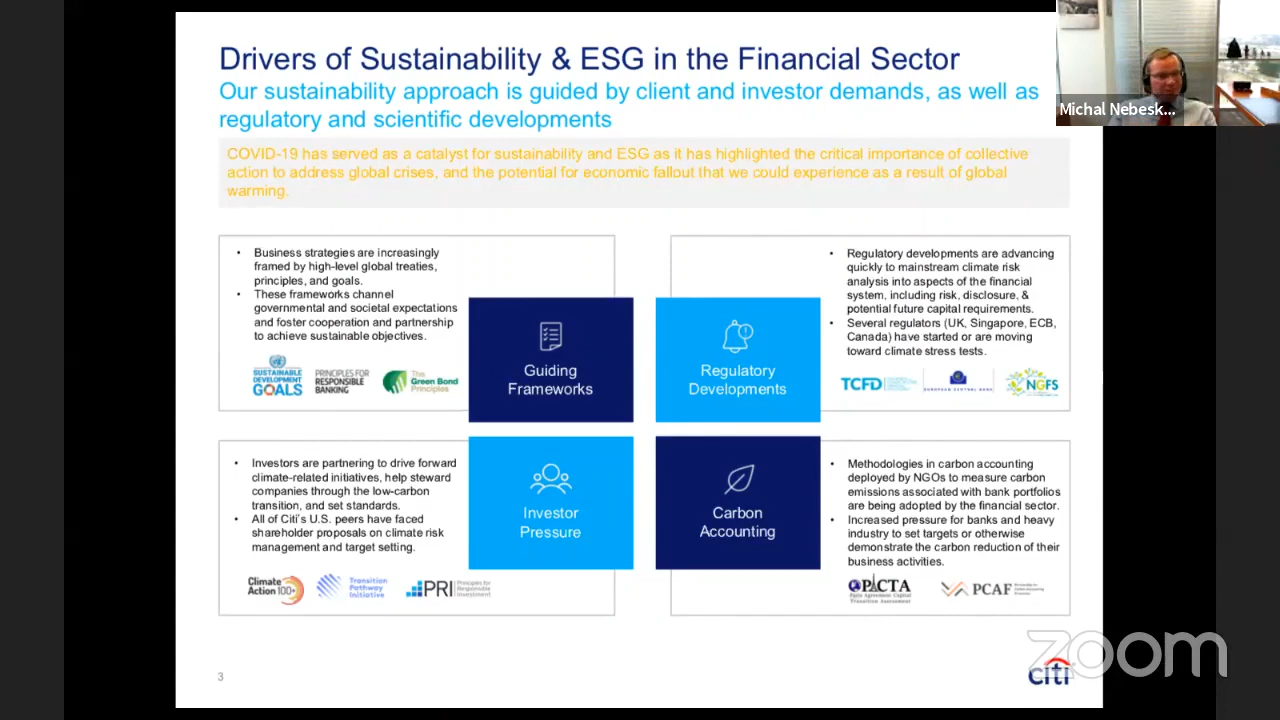 Drivers of Sustainability & ESG in the Financial Sector
Our sustainability approach is guided by client and investor demands, as well as
regulatory and scientific developments
Michal Nebesk...
COVID-19 has served as a catalyst for sustainability and ESG as it has highlighted the critical importance of collective
action to address global crises, and the potential for economic fallout that we could experience as a result of global
warming.
• Business strategies are increasingly
framed by high-level global treaties,
principles, and goals.
• These frameworks channel
governmental and societal expectations
and foster cooperation and partnership
to achieve sustainable objectives.
SUSTAINABLE
DEVELOPMENT
GOALS
PRINCIPLES FOR
RESPONSIBLE
BANKING
The
Green Bond
Principles
Guiding
Frameworks
Regulatory
Developments
• Regulatory developments are advancing
quickly to mainstream climate risk
analysis into aspects of the financial
system, including risk, disclosure, &
potential future capital requirements.
• Several regulators (UK, Singapore, ECB,
Canada) have started or are moving
toward climate stress tests.
TCFD
EUROPEAN CENTRAL BANK
NGFS
• Investors are partnering to drive forward
climate-related initiatives, help steward
companies through the low-carbon
transition, and set standards.
• All of Citi's U.S. peers have faced
shareholder proposals on climate risk
management and target setting.
Climate
Action 100+
Transition
Pathway
Initiative
PRI Principles for
Responsible
Investment
Investor
Pressure
Carbon
Accounting
• Methodologies in carbon accounting
deployed by NGOs to measure carbon
emissions associated with bank portfolios
are being adopted by the financial sector.
• Increased pressure for banks and heavy
industry to set targets or otherwise
demonstrate the carbon reduction of their
business activities.
PACTA
Paris Agreement Capital
Transition Assessment
PCAF
3
citi
zoom